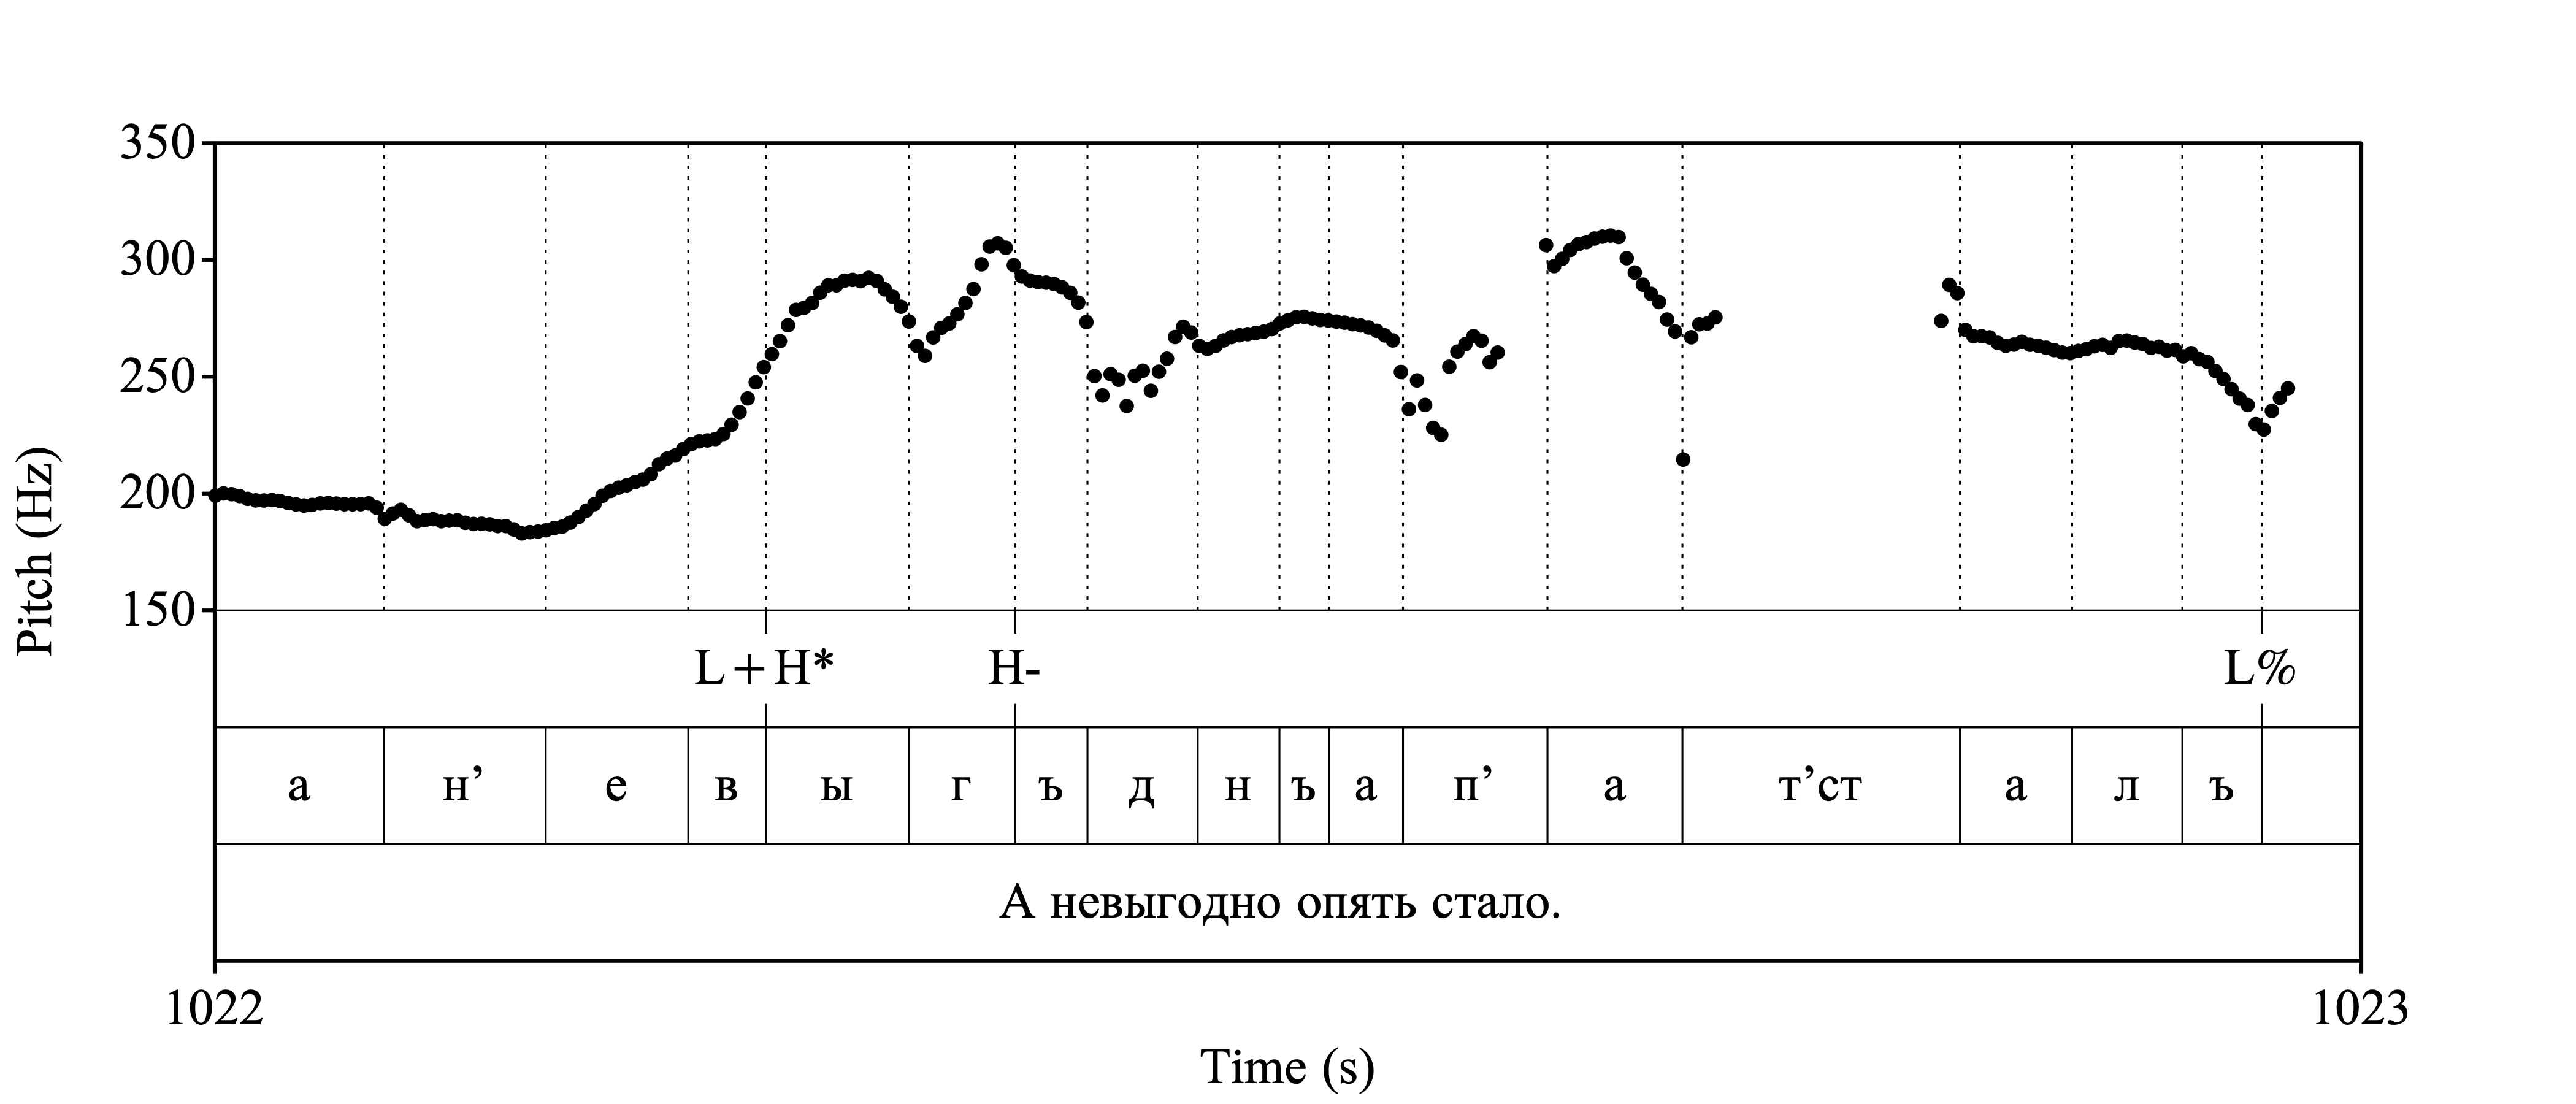 350
300
250
200
150
Pitch (Hz)
L+H* H- L%
а н’ е в ы г ъ д н ъ а п’ а т’ст а л ъ
А невыгодно опять стало.
1022 1023
Time (s)